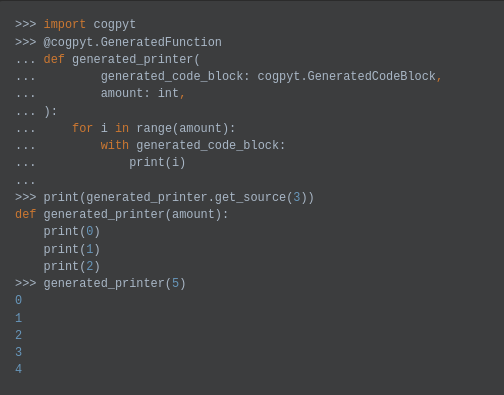 >>> import cogpyt
>>> @cogpyt.GeneratedFunction
... def generated_printer(
...         generated_code_block: cogpyt.GeneratedCodeBlock,
...         amount: int,
... ):
...     for i in range(amount):
...         with generated_code_block:
...             print(i)
...
>>> print(generated_printer.get_source(3))
def generated_printer(amount):
    print(0)
    print(1)
    print(2)
>>> generated_printer(5)
0
1
2
3
4